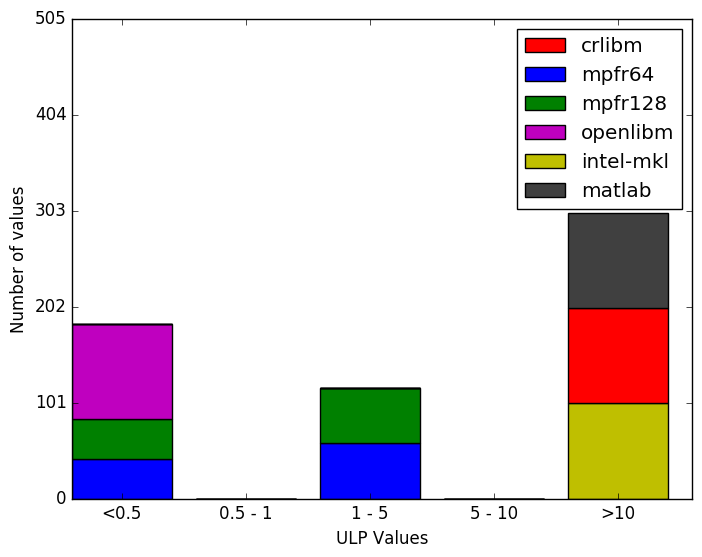 505
404
303
202
101
0
Number of values
<0.5
0.5 - 1
1 - 5
5 - 10
>10
ULP Values
crlibm
mpfr64
mpfr128
openlibm
intel-mkl
matlab